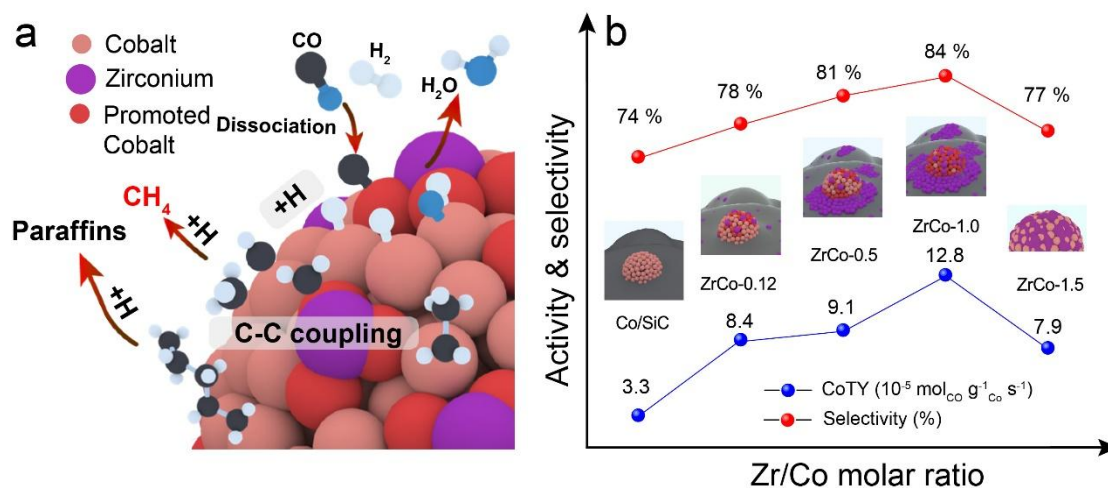 a
Cobalt
Zirconium
Promoted
Cobalt
CO
H₂
H₂O
Dissociation
+H
CH₄
+H
Paraffins
+H
C-C coupling
b
Activity & selectivity
74 %
78 %
81 %
84 %
77 %
Co/SiC
ZrCo-0.12
ZrCo-0.5
ZrCo-1.0
ZrCo-1.5
3.3
8.4
9.1
12.8
7.9
CoTY (10⁻⁵ mol_CO g⁻¹_Co s⁻¹)
Selectivity (%)
Zr/Co molar ratio